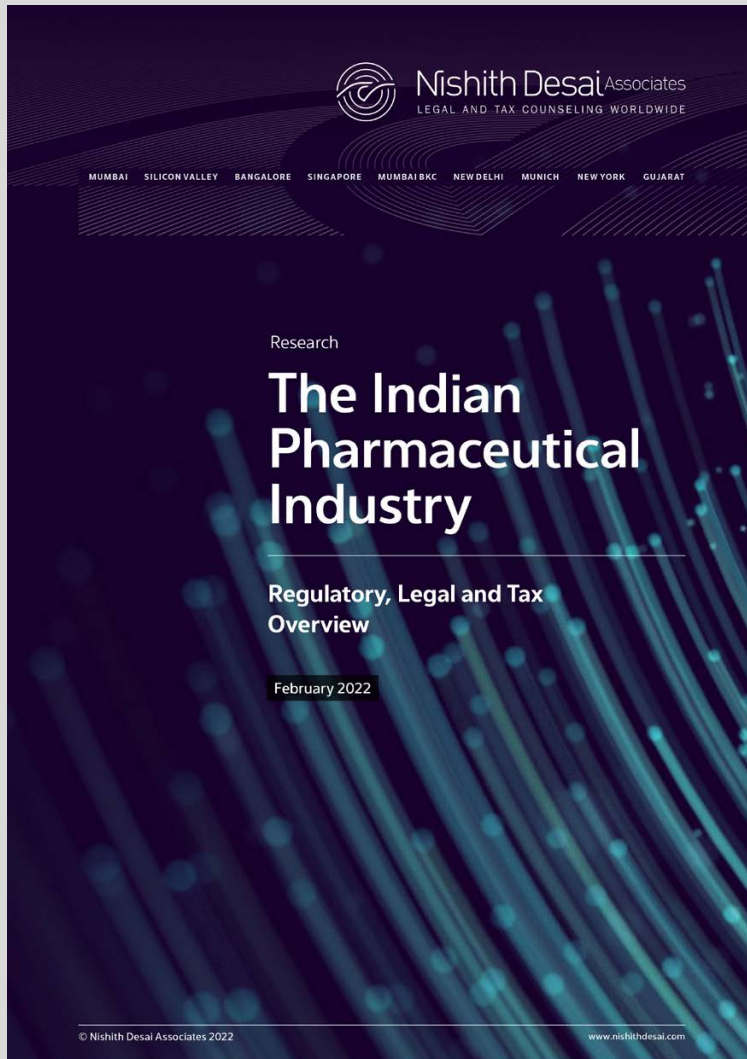 Nishith Desai Associates
LEGAL AND TAX COUNSELING WORLDWIDE
MUMBAI SILICON VALLEY BANGALORE SINGAPORE MUMBAI BKC NEW DELHI MUNICH NEW YORK GUJARAT
Research
The Indian
Pharmaceutical
Industry
Regulatory, Legal and Tax
Overview
February 2022
© Nishith Desai Associates 2022 www.nishithdesai.com